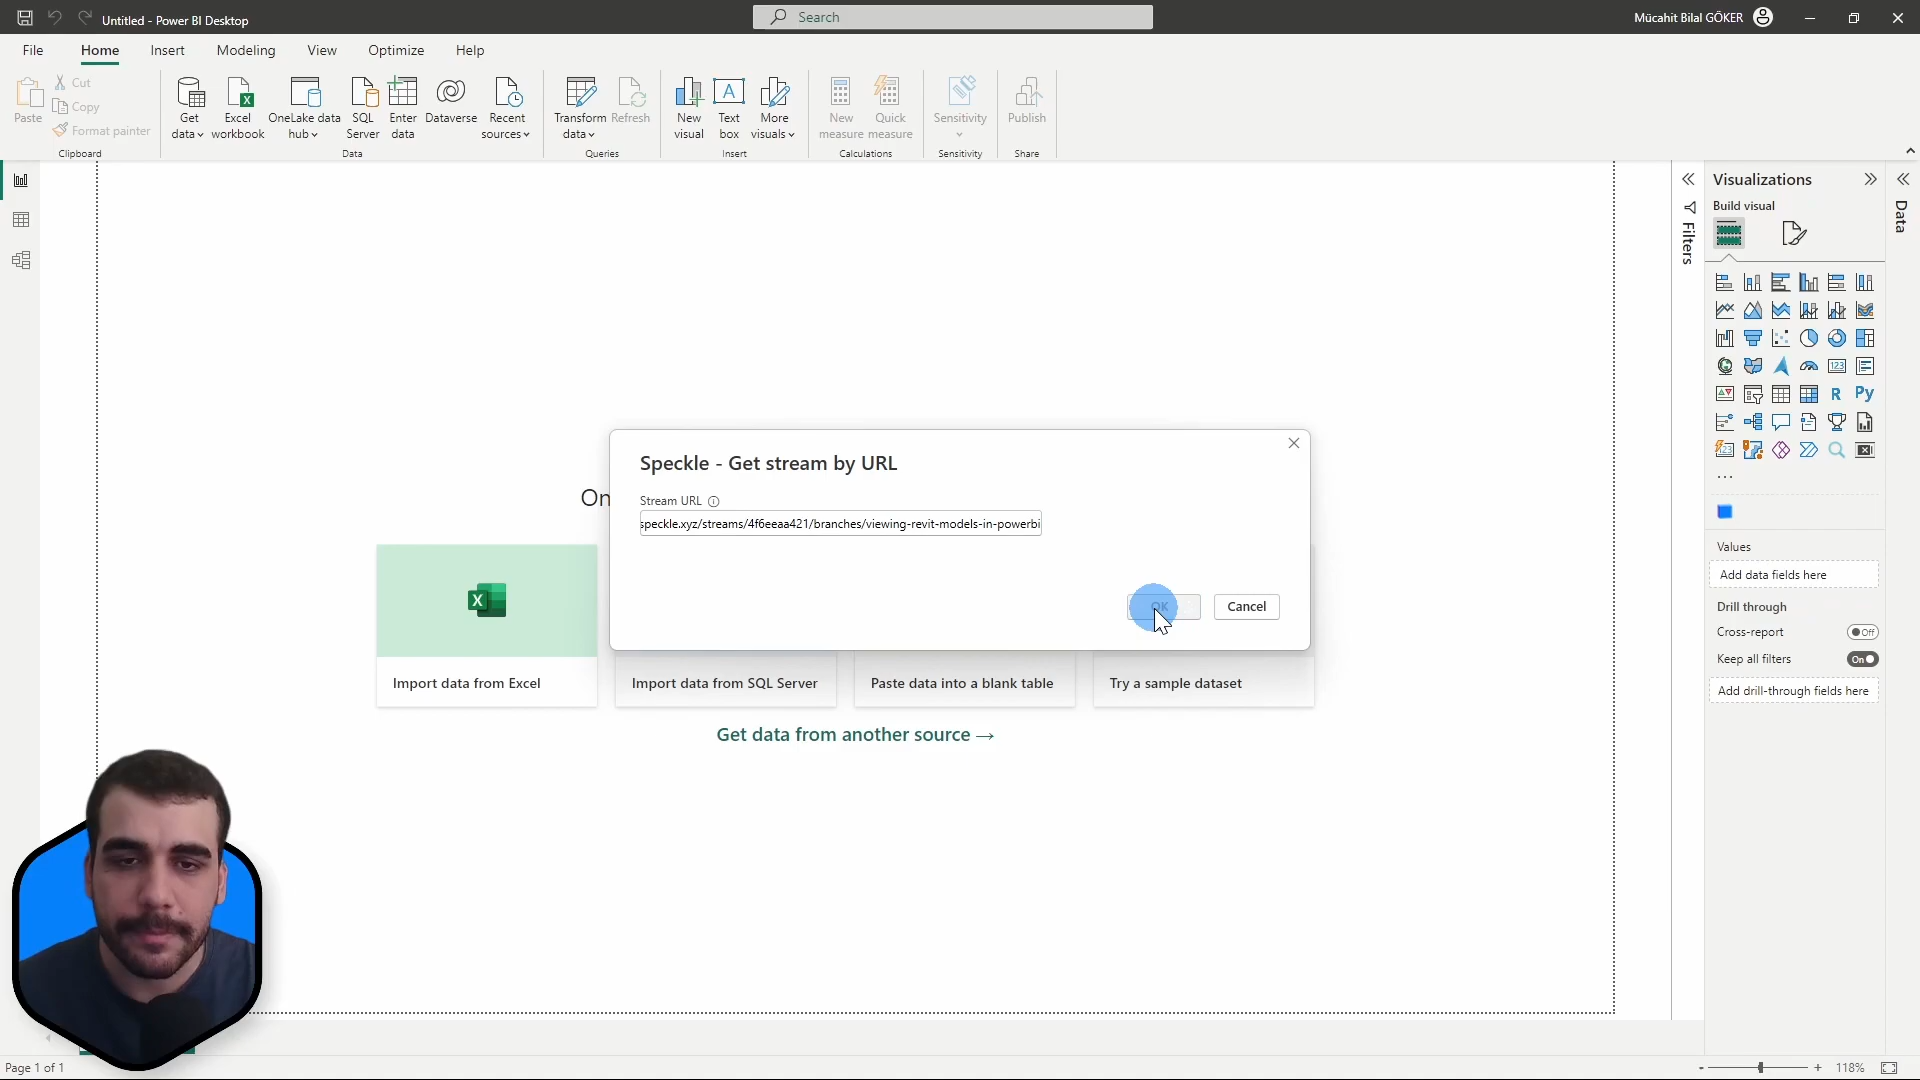 Untitled - Power BI Desktop
Search
Mücahit Bilal GÖKER
File
Home
Insert
Modeling
View
Optimize
Help
Paste
Cut
Copy
Format painter
Clipboard
Get data
Excel workbook
OneLake data hub
SQL Server
Enter data
Dataverse
Recent sources
Data
Transform data
Refresh
Queries
New visual
Text box
More visuals
Insert
New measure
Quick measure
Calculations
Sensitivity
Sensitivity
Publish
Share
Filters
Visualizations
Build visual
Data
R
Py
123
Values
Add data fields here
Drill through
Cross-report
Off
Keep all filters
On
Add drill-through fields here
On
Speckle - Get stream by URL
Stream URL
speckle.xyz/streams/4f6eeaa421/branches/viewing-revit-models-in-powerbi
OK
Cancel
Import data from Excel
Import data from SQL Server
Paste data into a blank table
Try a sample dataset
Get data from another source →
Page 1 of 1
118%